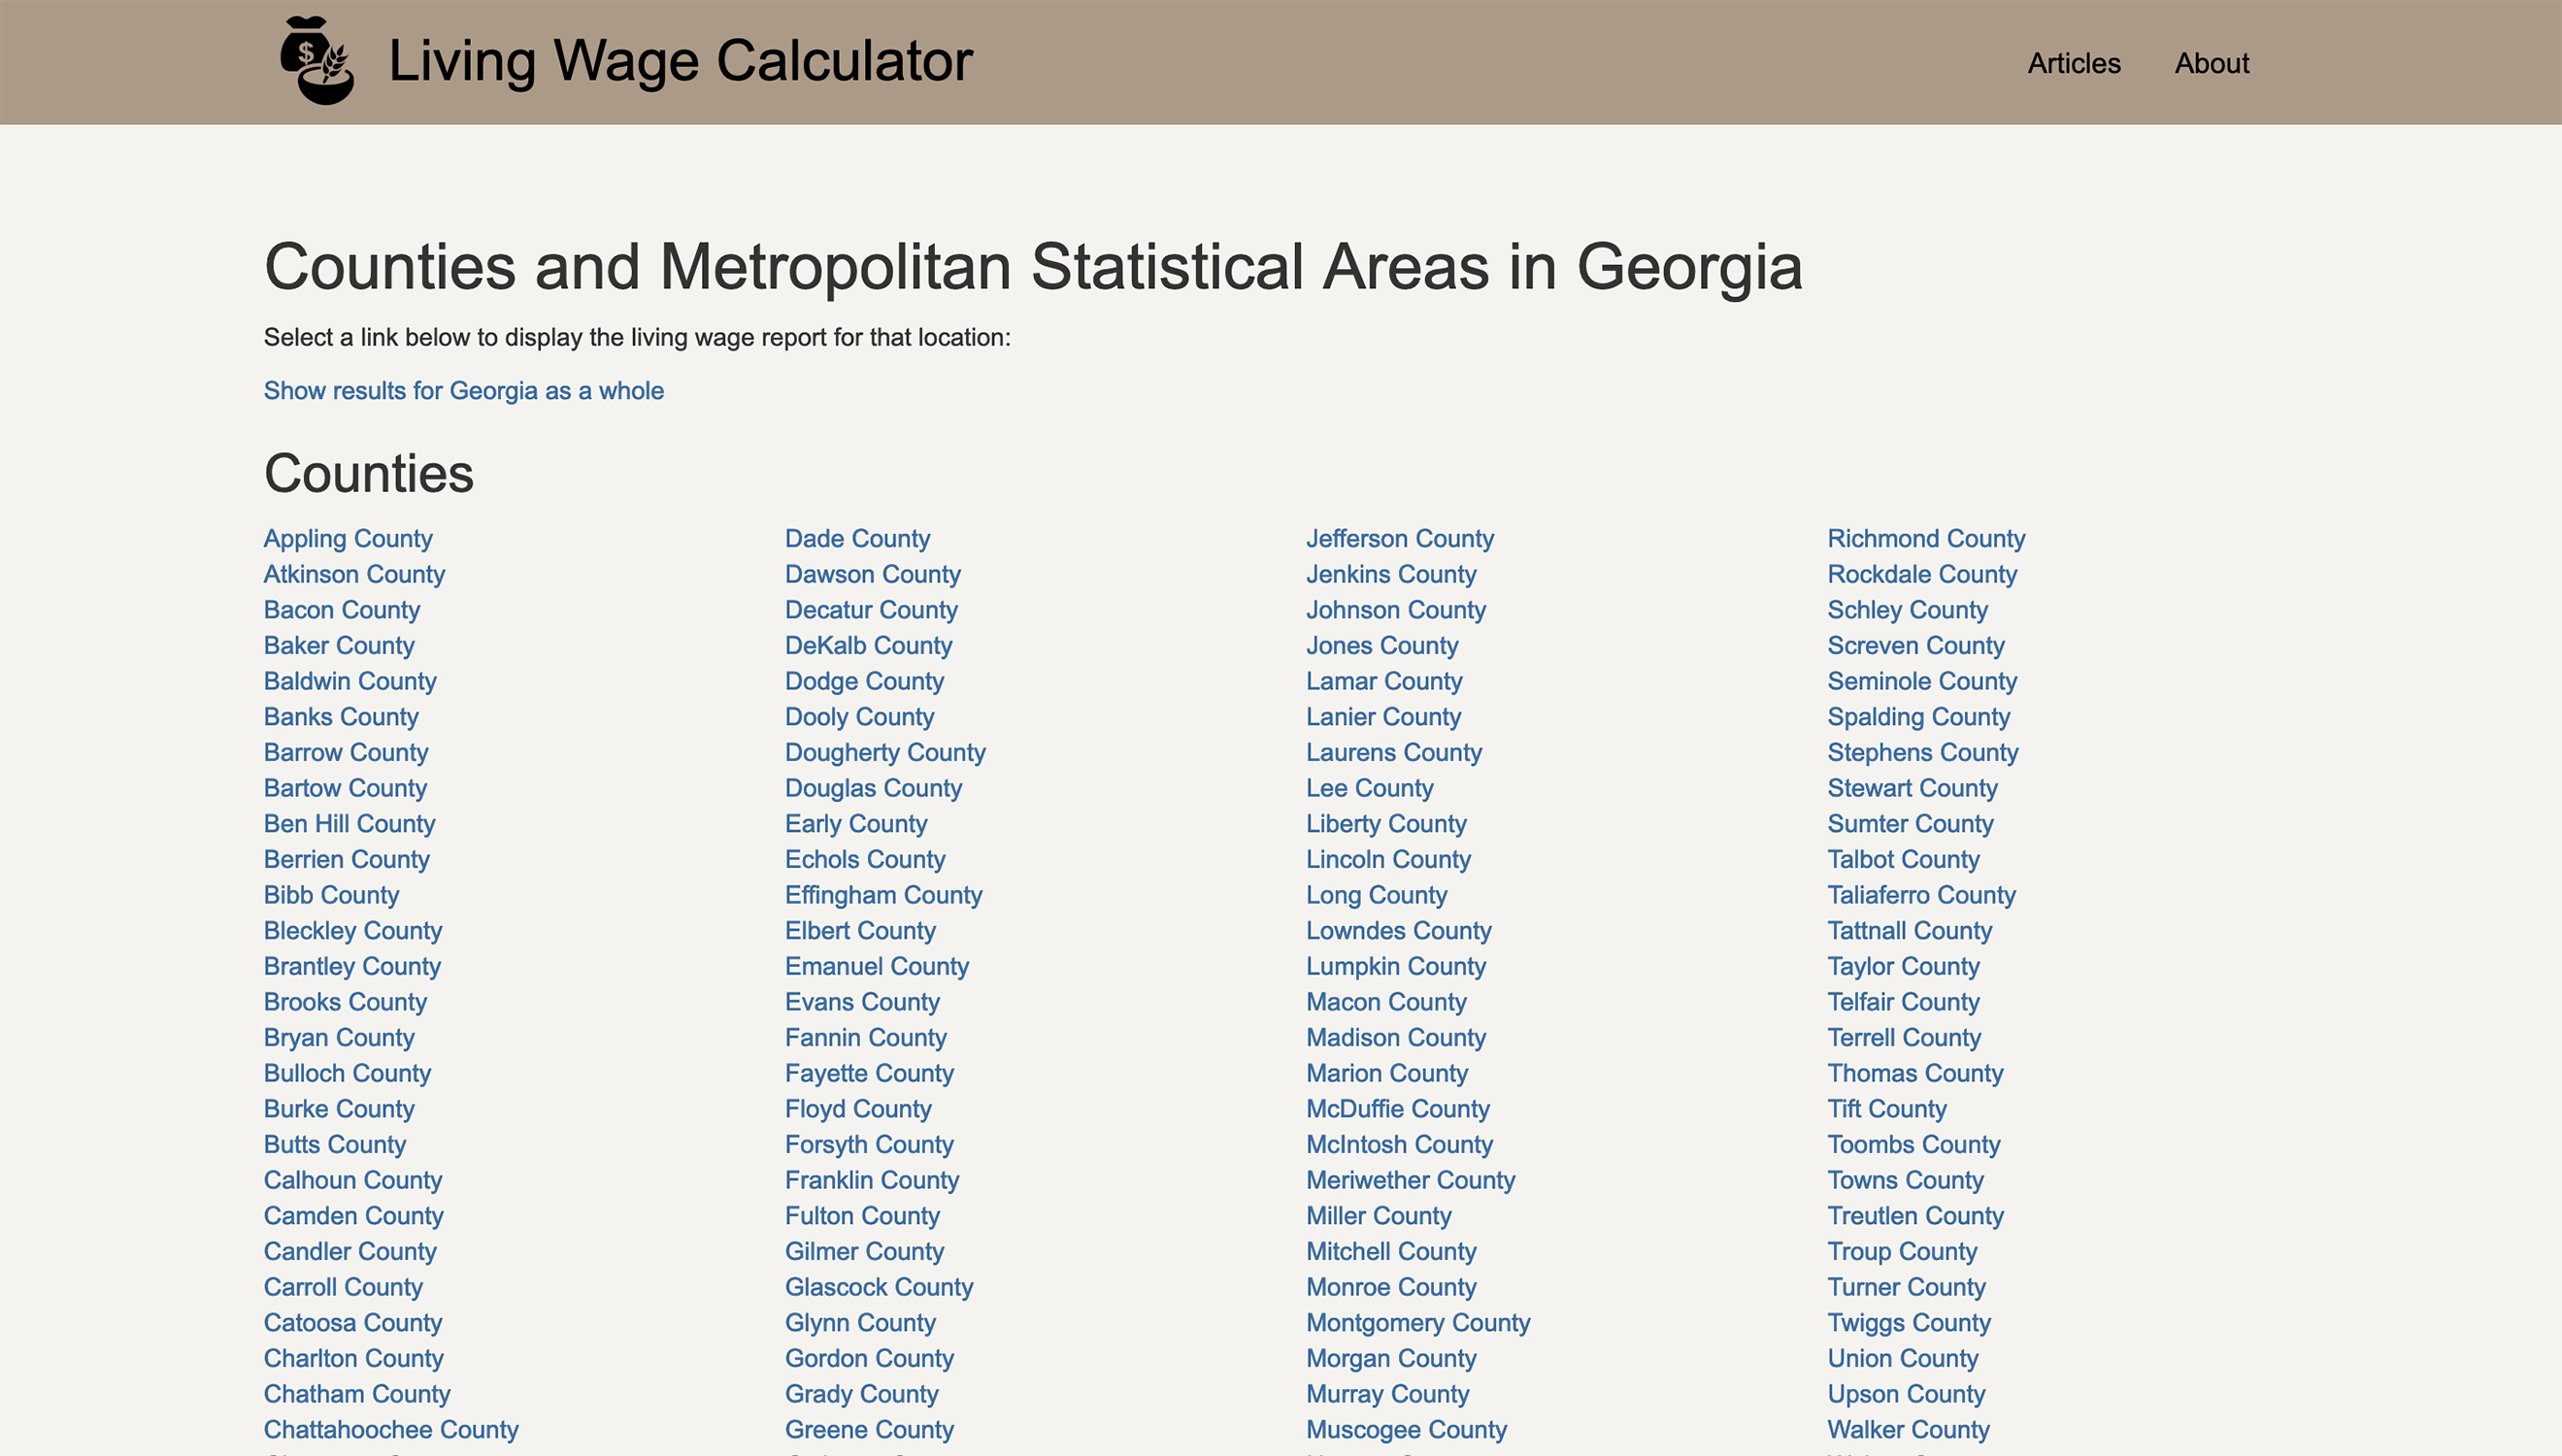 $
Living Wage Calculator
Articles
About
Counties and Metropolitan Statistical Areas in Georgia
Select a link below to display the living wage report for that location:
Show results for Georgia as a whole
Counties
Appling County
Atkinson County
Bacon County
Baker County
Baldwin County
Banks County
Barrow County
Bartow County
Ben Hill County
Berrien County
Bibb County
Bleckley County
Brantley County
Brooks County
Bryan County
Bulloch County
Burke County
Butts County
Calhoun County
Camden County
Candler County
Carroll County
Catoosa County
Charlton County
Chatham County
Chattahoochee County
Dade County
Dawson County
Decatur County
DeKalb County
Dodge County
Dooly County
Dougherty County
Douglas County
Early County
Echols County
Effingham County
Elbert County
Emanuel County
Evans County
Fannin County
Fayette County
Floyd County
Forsyth County
Franklin County
Fulton County
Gilmer County
Glascock County
Glynn County
Gordon County
Grady County
Greene County
Jefferson County
Jenkins County
Johnson County
Jones County
Lamar County
Lanier County
Laurens County
Lee County
Liberty County
Lincoln County
Long County
Lowndes County
Lumpkin County
Macon County
Madison County
Marion County
McDuffie County
McIntosh County
Meriwether County
Miller County
Mitchell County
Monroe County
Montgomery County
Morgan County
Murray County
Muscogee County
Richmond County
Rockdale County
Schley County
Screven County
Seminole County
Spalding County
Stephens County
Stewart County
Sumter County
Talbot County
Taliaferro County
Tattnall County
Taylor County
Telfair County
Terrell County
Thomas County
Tift County
Toombs County
Towns County
Treutlen County
Troup County
Turner County
Twiggs County
Union County
Upson County
Walker County